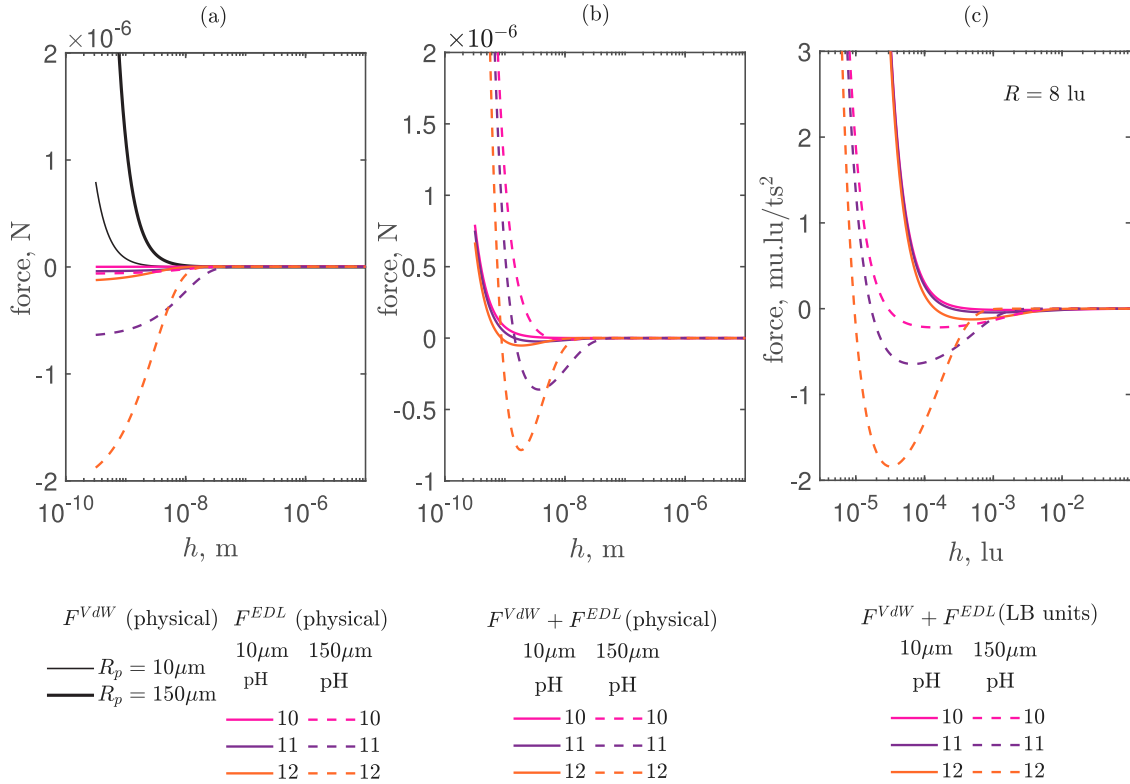 (a)
×10⁻⁶
2
1
0
-1
-2
10⁻¹⁰ 10⁻⁸ 10⁻⁶
force, N
h, m
(b)
×10⁻⁶
2
1.5
1
0.5
0
-0.5
-1
10⁻¹⁰ 10⁻⁸ 10⁻⁶
force, N
h, m
(c)
R = 8 lu
3
2
1
0
-1
-2
10⁻⁵ 10⁻⁴ 10⁻³ 10⁻²
force, mu.lu/ts²
h, lu
F^{VdW} (physical)
R_p = 10μm
R_p = 150μm
F^{EDL} (physical)
10μm 150μm
pH pH
10 10
11 11
12 12
F^{VdW} + F^{EDL}(physical)
10μm 150μm
pH pH
10 10
11 11
12 12
F^{VdW} + F^{EDL}(LB units)
10μm 150μm
pH pH
10 10
11 11
12 12